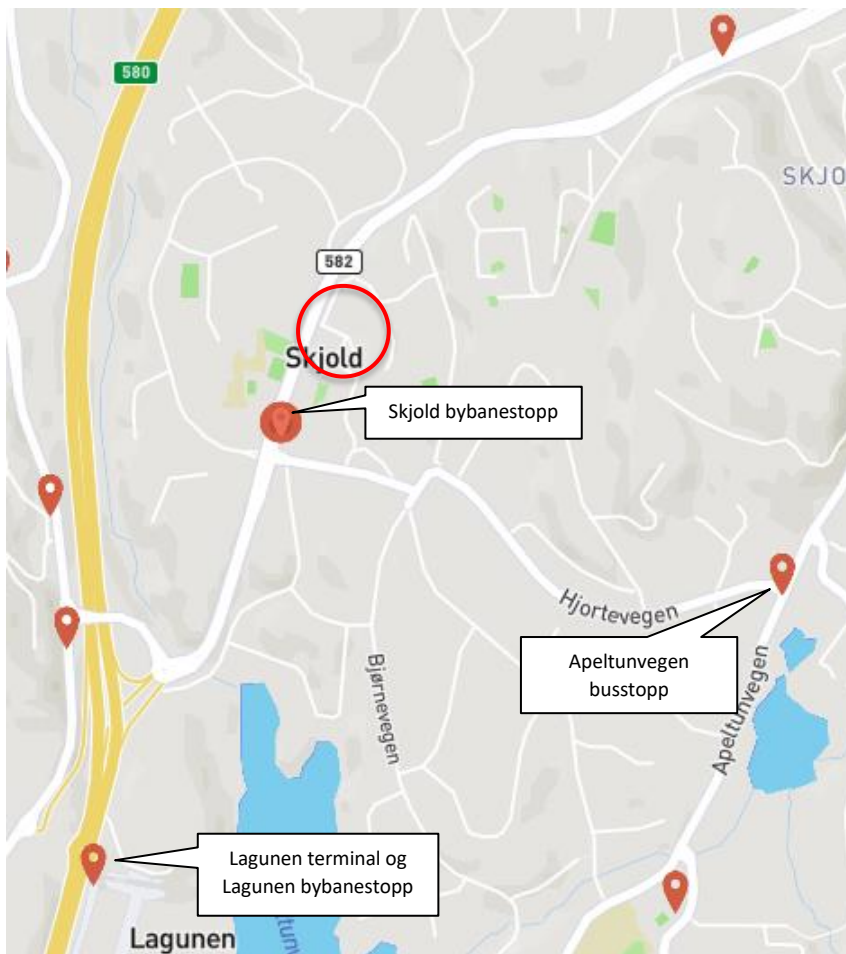 580
SKJO
582
Skjold
Skjold bybanestopp
Hjortevegen
Apeltunvegen
busstopp
Bjørnevegen
Apeltunvegen
Lagunen terminal og
Lagunen bybanestopp
Lagunen